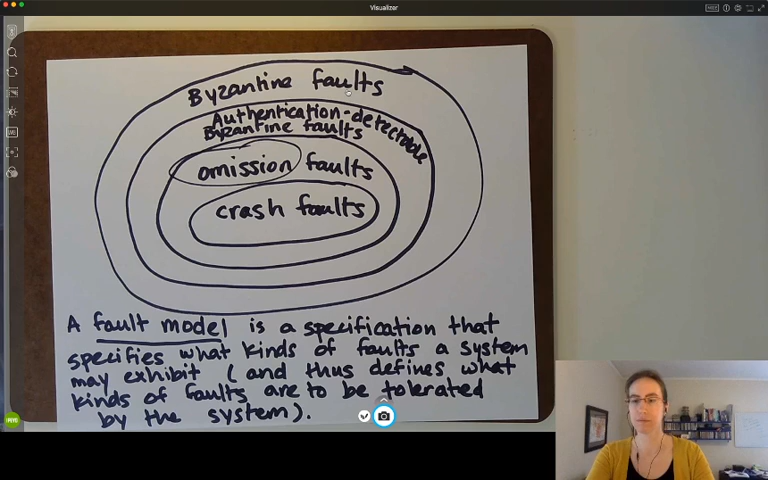 Visualizer
Byzantine faults
Authentication-detectable
Byzantine faults
omission faults
crash faults
A fault model is a specification that
specifies what kinds of faults a system
may exhibit (and thus defines what
kinds of faults are to be tolerated
by the system).